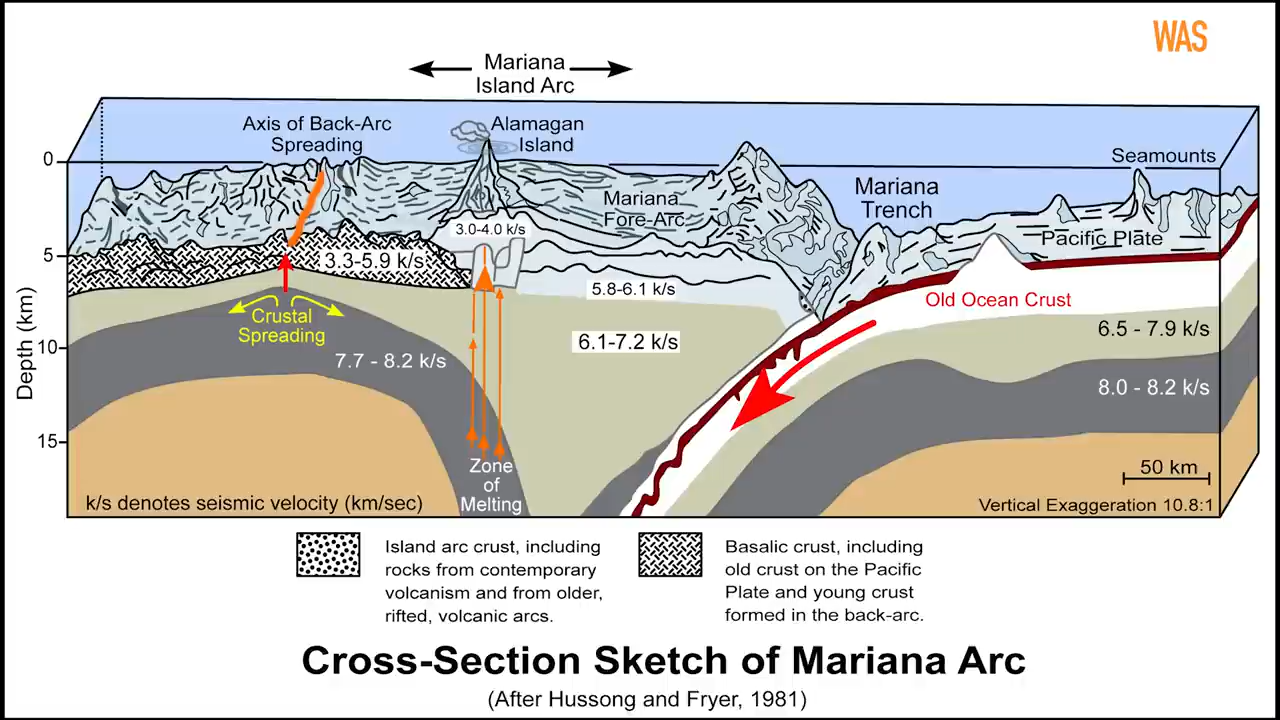 WAS
Mariana
Island Arc
Axis of Back-Arc
Spreading
Alamagan
Island
Seamounts
0
Mariana
Fore-Arc
Mariana
Trench
3.0-4.0 k/s
Pacific Plate
5
3.3-5.9 k/s
5.8-6.1 k/s
Old Ocean Crust
Crustal
Spreading
6.1-7.2 k/s
6.5 - 7.9 k/s
Depth (km)
10
7.7 - 8.2 k/s
8.0 - 8.2 k/s
15
Zone
of
Melting
50 km
k/s denotes seismic velocity (km/sec)
Vertical Exaggeration 10.8:1
Island arc crust, including
rocks from contemporary
volcanism and from older,
rifted, volcanic arcs.
Basalic crust, including
old crust on the Pacific
Plate and young crust
formed in the back-arc.
Cross-Section Sketch of Mariana Arc
(After Hussong and Fryer, 1981)